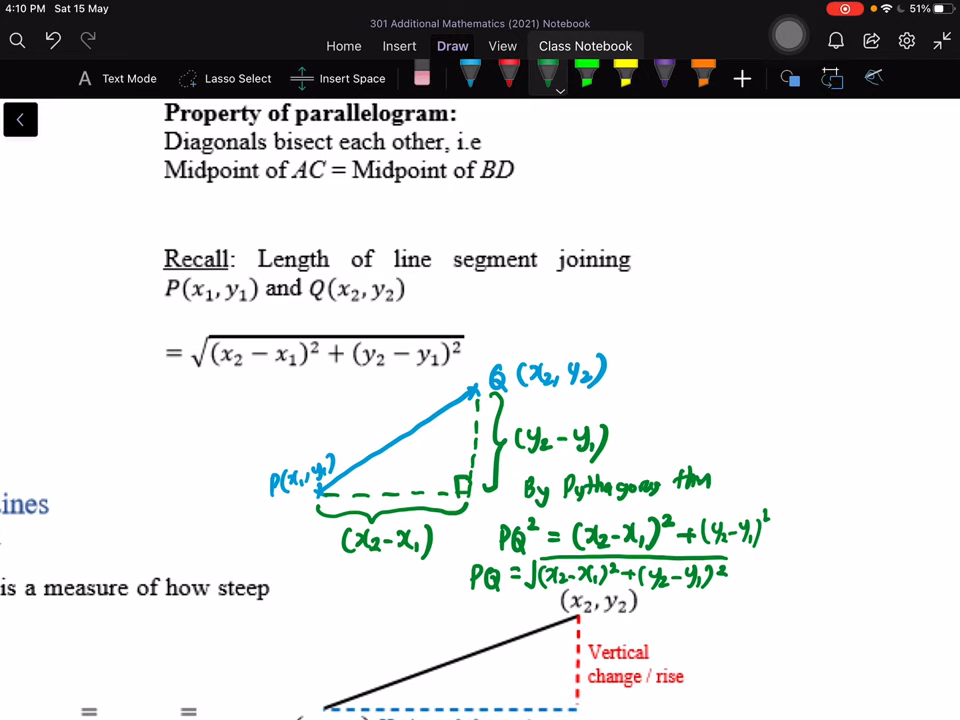 4:10 PM Sat 15 May
51%
301 Additional Mathematics (2021) Notebook
Home Insert Draw View Class Notebook
A Text Mode Lasso Select Insert Space
Property of parallelogram:
Diagonals bisect each other, i.e
Midpoint of AC = Midpoint of BD
Recall: Length of line segment joining
P(x₁, y₁) and Q(x₂, y₂)
= √(x₂ − x₁)² + (y₂ − y₁)²
Q (x₂, y₂)
(y₂ − y₁)
P(x₁, y₁)
By Pythagoras thm
(x₂ − x₁)
PQ² = (x₂ − x₁)² + (y₂ − y₁)²
PQ = √(x₂ − x₁)² + (y₂ − y₁)²
Lines
is a measure of how steep
(x₂, y₂)
Vertical
change / rise
= =